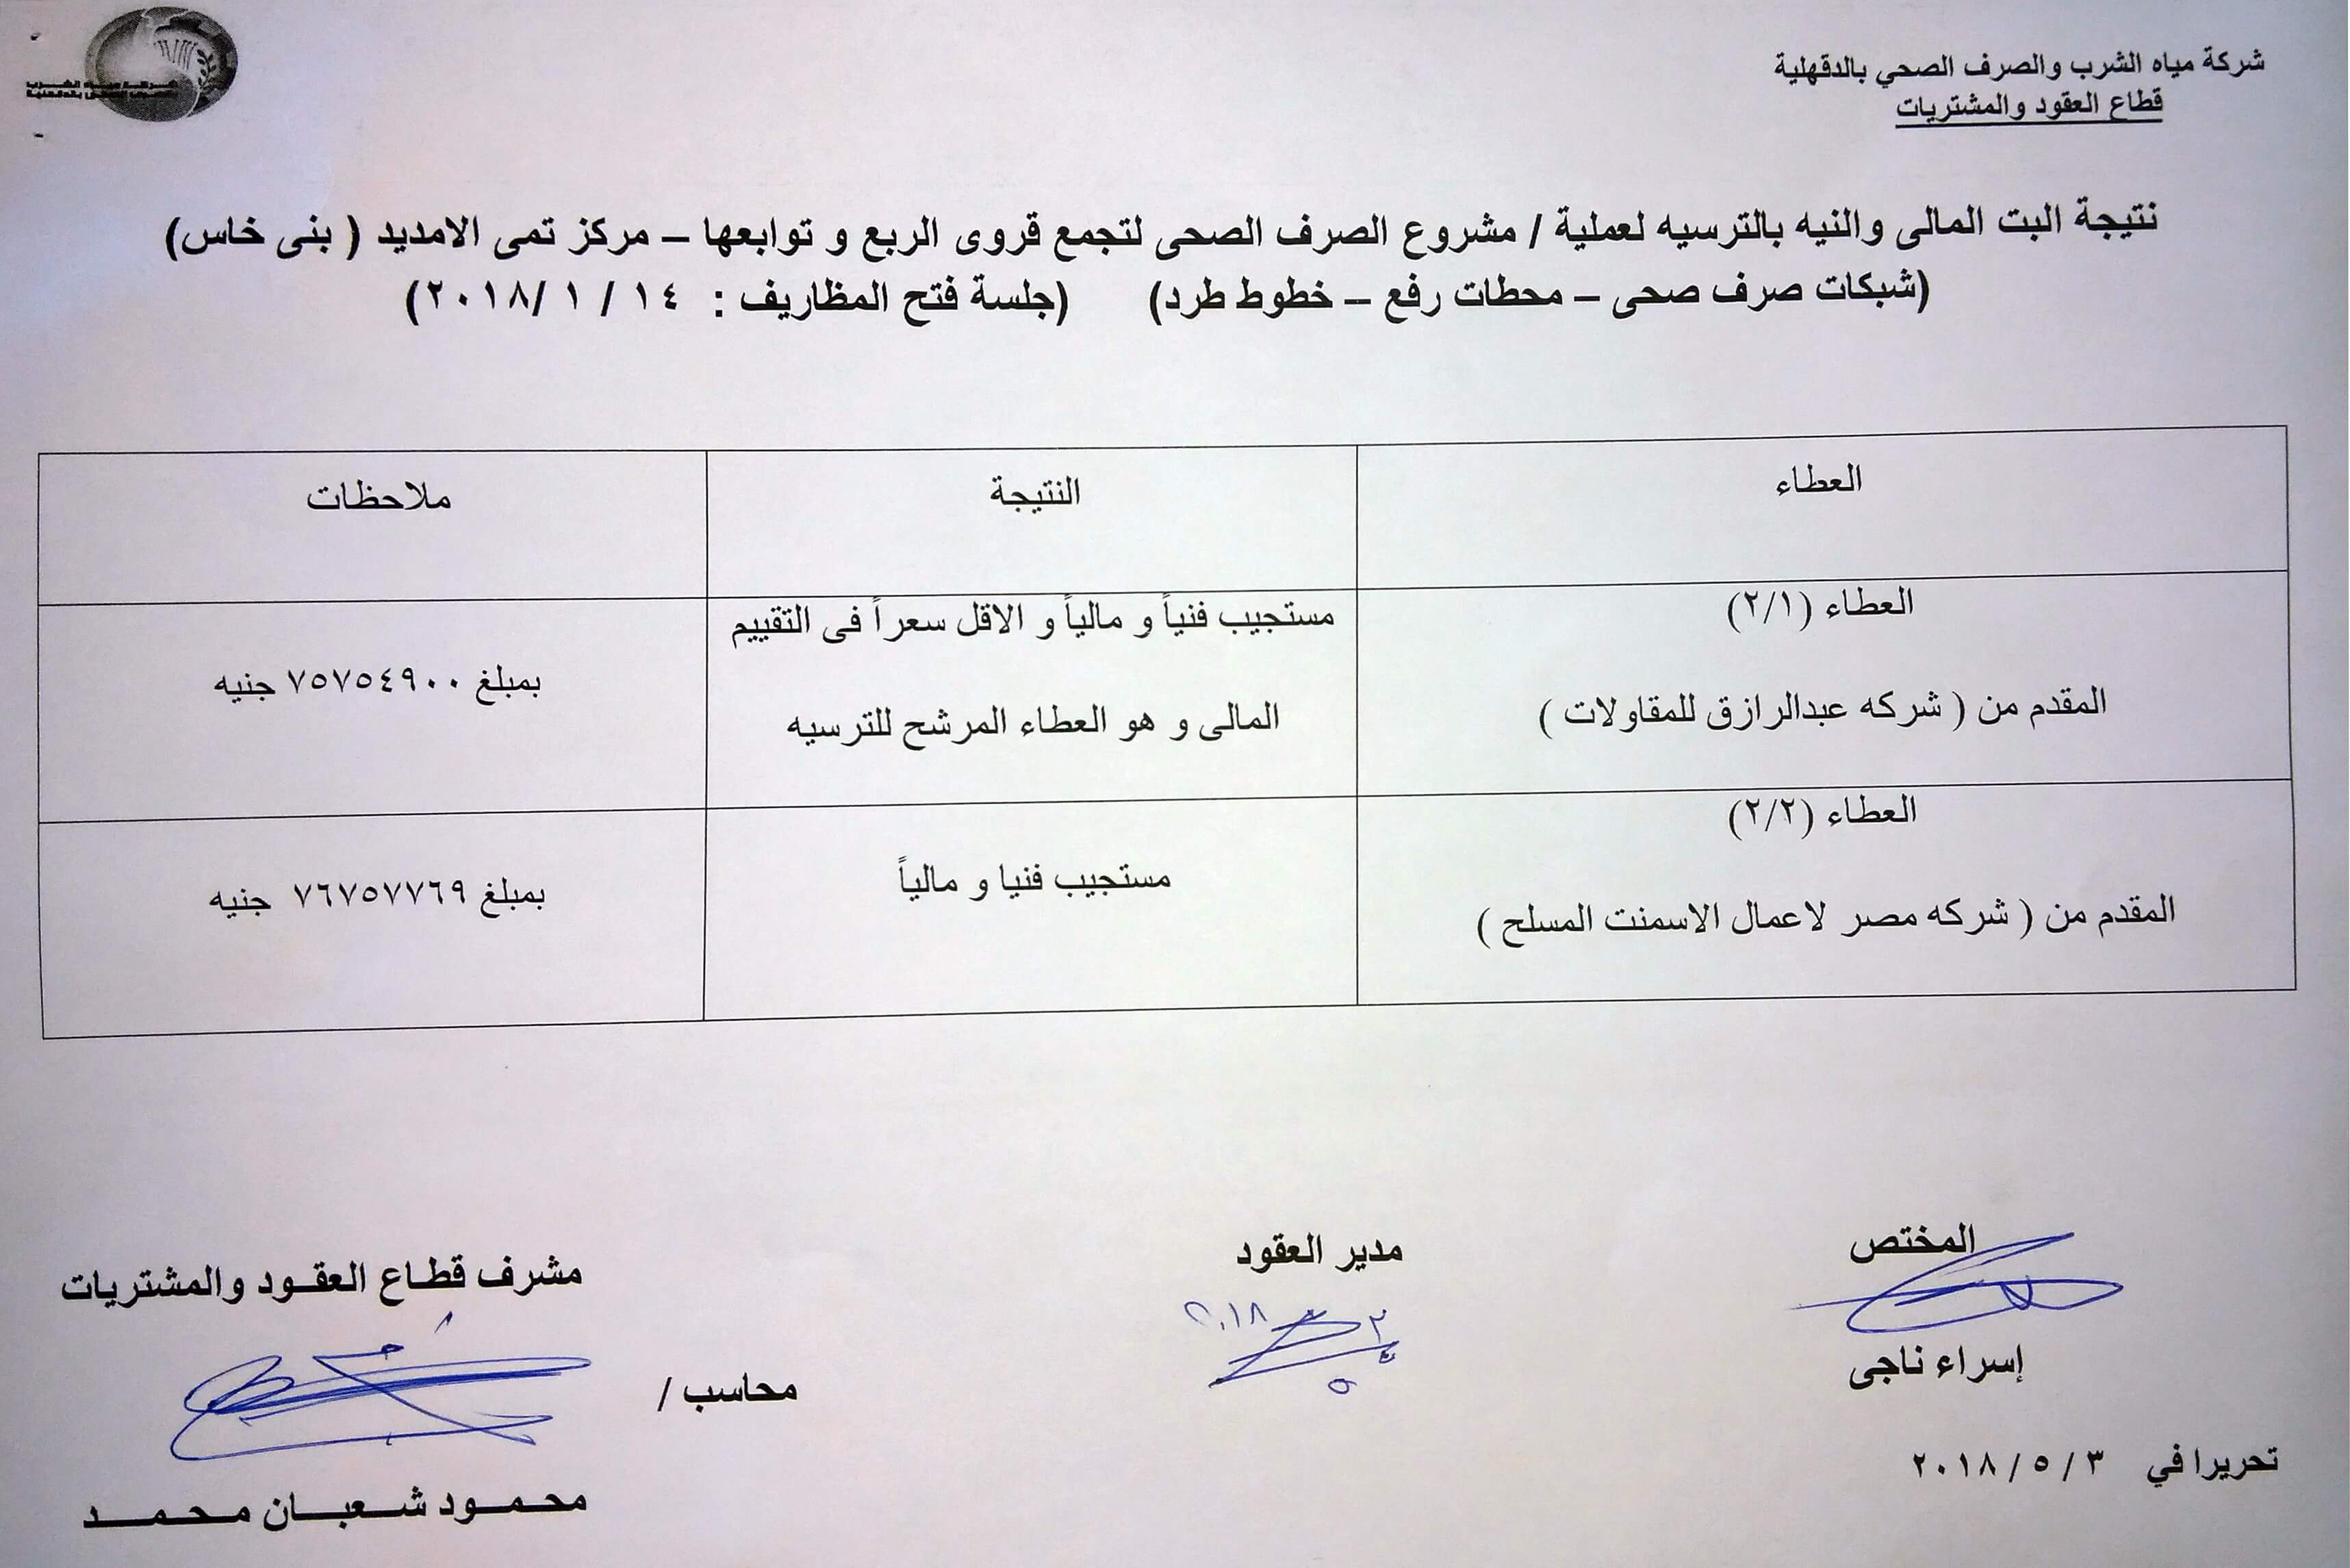 شركة مياه الشرب والصرف الصحي بالدقهلية
قطاع العقود والمشتريات
نتيجة البت المالى والنيه بالترسيه لعملية / مشروع الصرف الصحى لتجمع قروى الربع و توابعها – مركز تمى الامديد ( بنى خاس)
(شبكات صرف صحى – محطات رفع – خطوط طرد) (جلسة فتح المظاريف : ١٤ / ١ /٢٠١٨)
العطاء النتيجة ملاحظات
العطاء (٢/١)
المقدم من ( شركه عبدالرازق للمقاولات )
مستجيب فنياً و مالياً و الاقل سعراً فى التقييم
المالى و هو العطاء المرشح للترسيه
بمبلغ ٧٥٧٥٤٩٠٠ جنيه
العطاء (٢/٢)
المقدم من ( شركه مصر لاعمال الاسمنت المسلح )
مستجيب فنيا و مالياً
بمبلغ ٧٦٧٥٧٧٦٩ جنيه
المختص
إسراء ناجى
مدير العقود
مشرف قطاع العقود والمشتريات
محاسب /
محمود شعبان محمد
تحريرا في ٣ / ٥ / ٢٠١٨